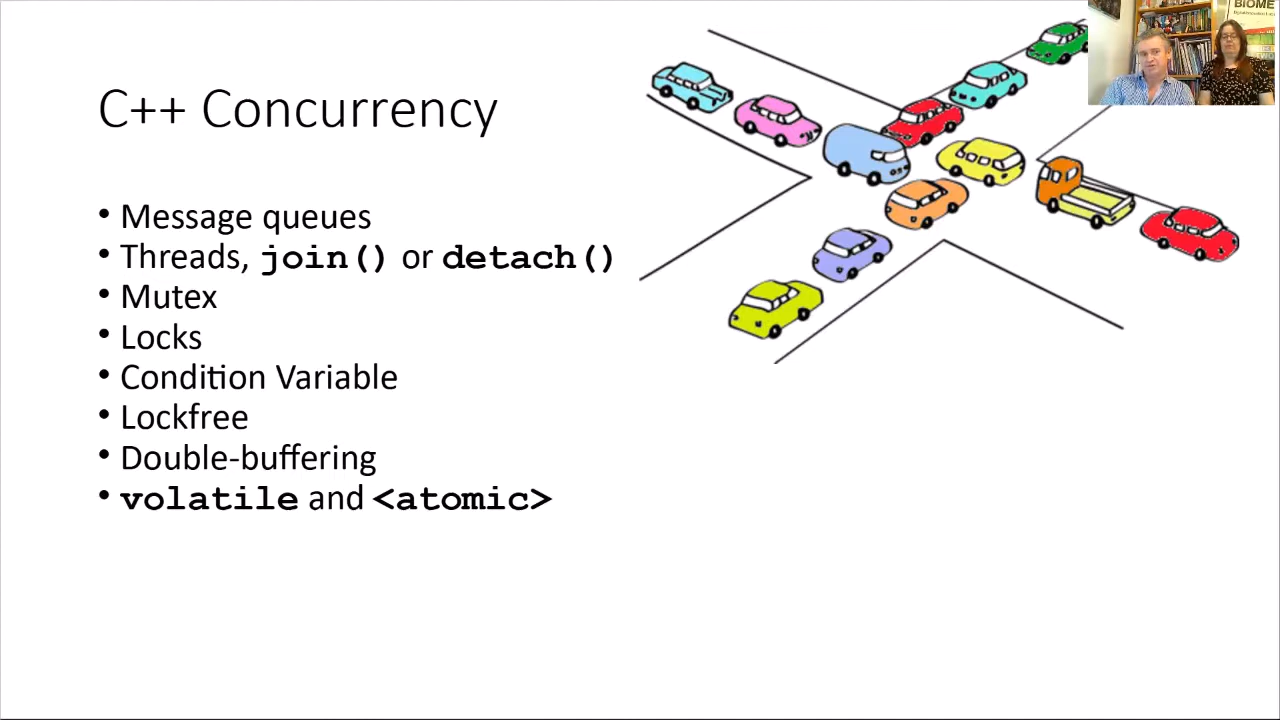 C++ Concurrency
• Message queues
• Threads, join() or detach()
• Mutex
• Locks
• Condition Variable
• Lockfree
• Double-buffering
• volatile and <atomic>
BIOME